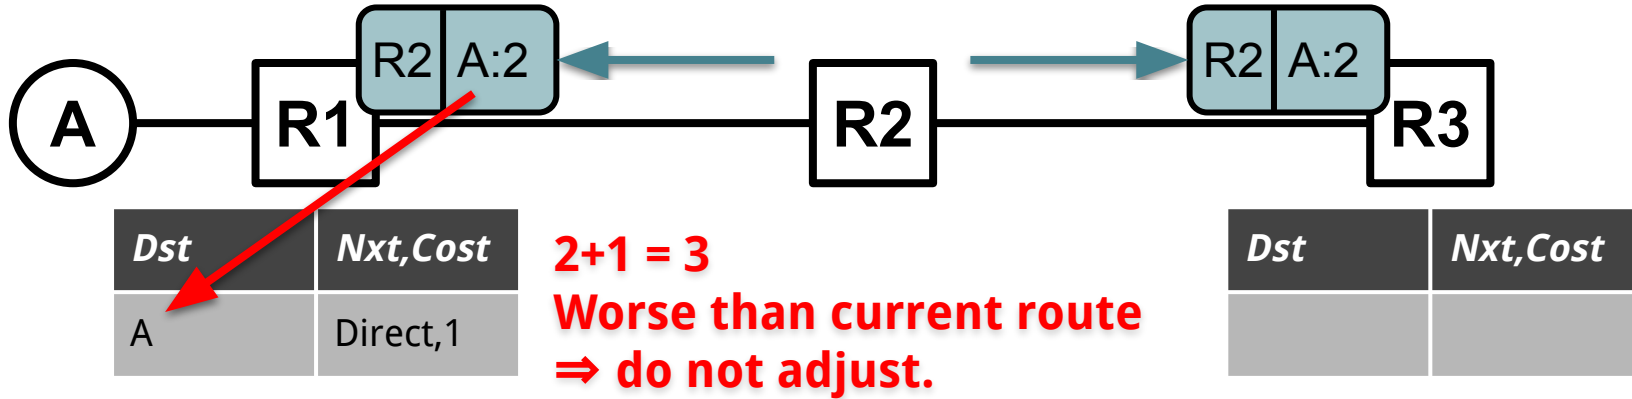 R2 A:2 R2 A:2
A R1 R2 R3
Dst Nxt,Cost
A Direct,1
2+1 = 3
Worse than current route
⇒ do not adjust.
Dst Nxt,Cost